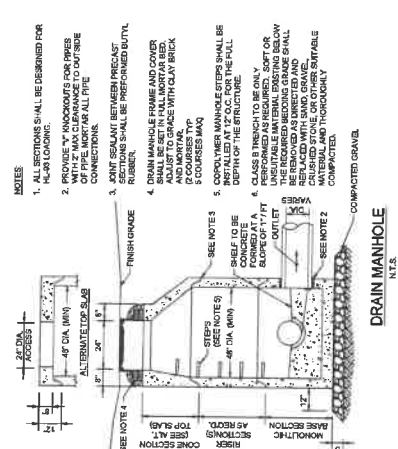 NOTES:
1. ALL SECTIONS SHALL BE DESIGNED FOR
HL-93 LOADING.
2. PROVIDE "V" KNOCKOUTS FOR PIPES
WITH 2" MAX CLEARANCE TO OUTSIDE
OF PIPE. MORTAR ALL PIPE
CONNECTIONS.
3. JOINT SEALANT BETWEEN PRECAST
SECTIONS SHALL BE PREFORMED BUTYL
RUBBER.
4. DRAIN MANHOLE FRAME AND COVER
SHALL BE SET IN FULL MORTAR BED.
ADJUST TO GRADE WITH CLAY BRICK
AND MORTAR.
(2 COURSES TYP
5 COURSES MAX)
5. COPOLYMER MANHOLE STEPS SHALL BE
INSTALLED AT 12" O.C. FOR THE FULL
DEPTH OF THE STRUCTURE.
6. CLASS B TRENCH TO BE ONLY
PERFORMED AS REQUIRED. SOFT OR
UNSUITABLE MATERIAL EXISTING BELOW
THE REQUIRED BEDDING GRADE SHALL
BE REMOVED AS DIRECTED AND
REPLACED WITH SAND, GRAVEL,
CRUSHED STONE, OR OTHER SUITABLE
MATERIAL AND THOROUGHLY
COMPACTED.
24" DIA.
ACCESS
8"
12"
48" DIA. (MIN)
ALTERNATE TOP SLAB
FINISH GRADE
SEE NOTE 4
8"
24"
8"
SEE NOTE 3
STEPS
(SEE NOTE 5)
48" DIA. (MIN)
SHELF TO BE
CONCRETE
FORMED AT A
SLOPE OF 1"/FT
OUTLET
DIA.
VARIES
SEE NOTE 2
12"
CONE SECTION
(SEE ALT.
TOP SLAB)
RISER
SECTION(S)
AS REQ'D.
MONOLITHIC
BASE SECTION
COMPACTED GRAVEL
DRAIN MANHOLE
N.T.S.